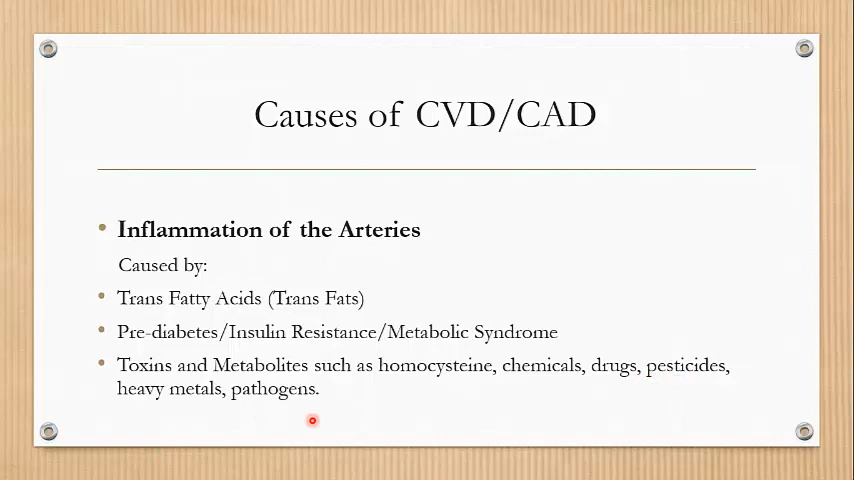 Causes of CVD/CAD
• Inflammation of the Arteries
Caused by:
• Trans Fatty Acids (Trans Fats)
• Pre-diabetes/Insulin Resistance/Metabolic Syndrome
• Toxins and Metabolites such as homocysteine, chemicals, drugs, pesticides,
heavy metals, pathogens.